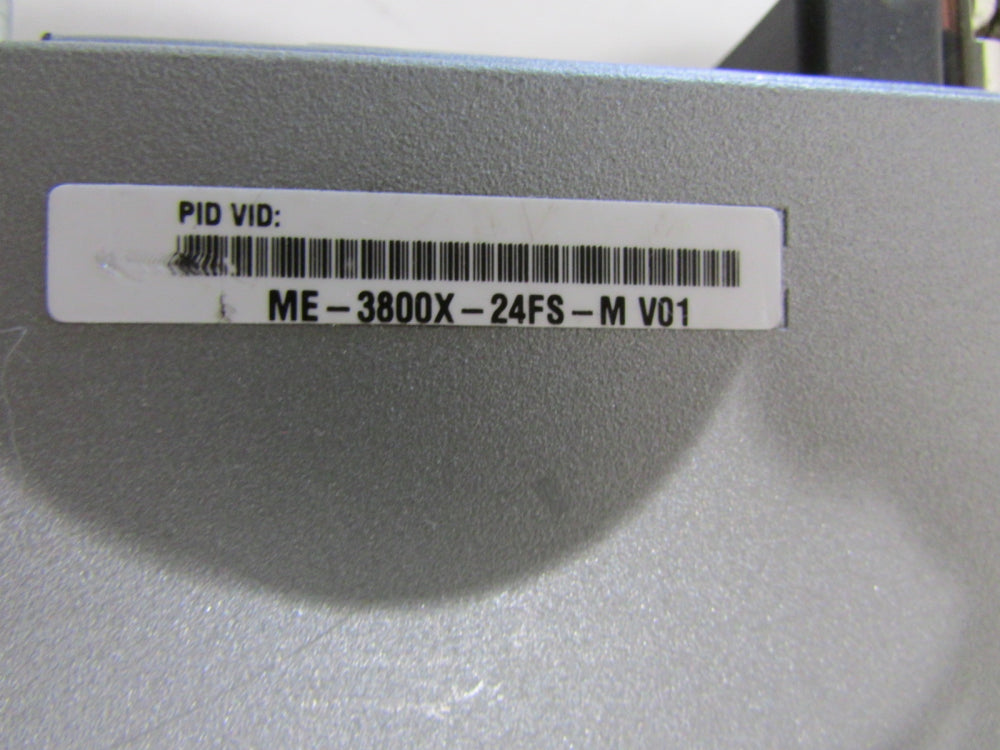 PID VID:
ME-3800X-24FS-M V01